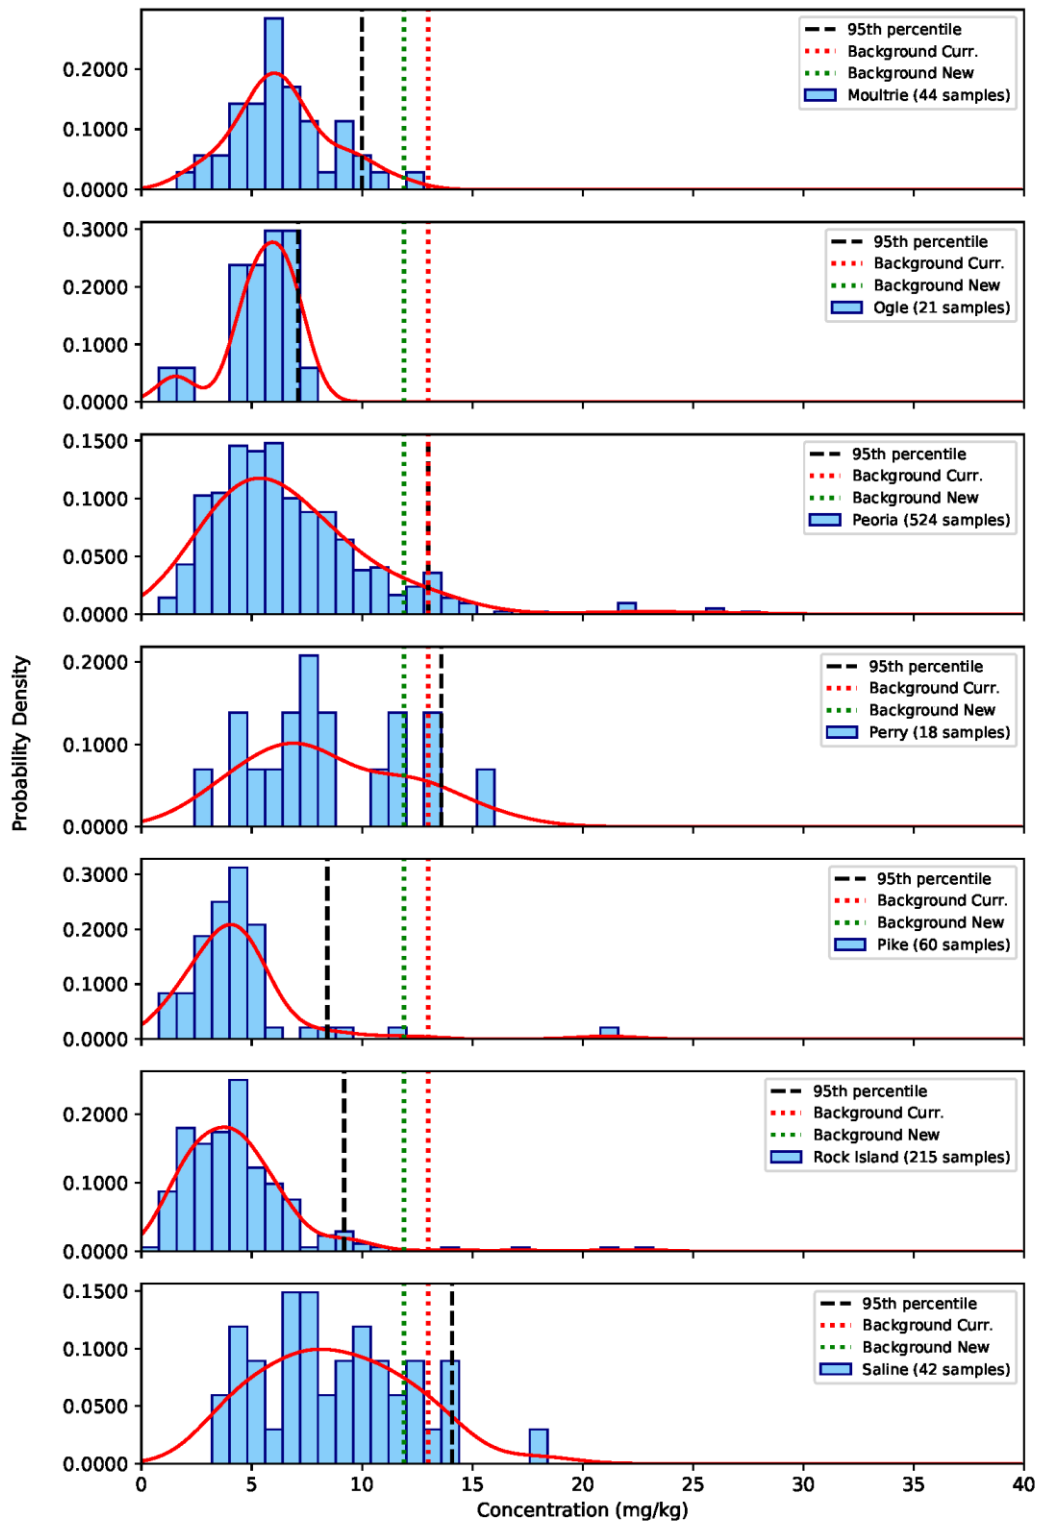 0.2000
0.1000
0.0000
95th percentile
Background Curr.
Background New
Moultrie (44 samples)
0.3000
0.2000
0.1000
0.0000
95th percentile
Background Curr.
Background New
Ogle (21 samples)
0.1500
0.1000
0.0500
0.0000
95th percentile
Background Curr.
Background New
Peoria (524 samples)
Probability Density
0.2000
0.1000
0.0000
95th percentile
Background Curr.
Background New
Perry (18 samples)
0.3000
0.2000
0.1000
0.0000
95th percentile
Background Curr.
Background New
Pike (60 samples)
0.2000
0.1000
0.0000
95th percentile
Background Curr.
Background New
Rock Island (215 samples)
0.1500
0.1000
0.0500
0.0000
95th percentile
Background Curr.
Background New
Saline (42 samples)
0 5 10 15 20 25 30 35 40
Concentration (mg/kg)